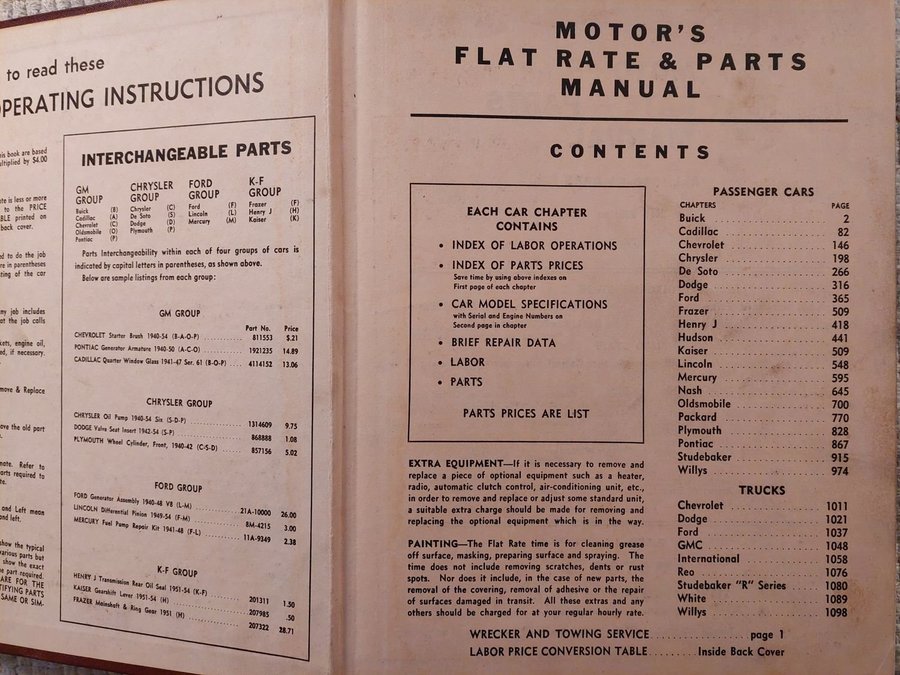 to read these
OPERATING INSTRUCTIONS
his book are based
ultiplied by $4.00
ate is less or more
to the PRICE
BLE printed on
back cover.
ed to do the job
re in parentheses
ting of the car
ny job includes
at the job calls
kets, engine oil,
ed, if necessary.
move & Replace
ove the old part
note. Refer to
arts required to
te.
and Left mean
nd left.
show the typical
various parts but
show the exact
e part required.
ARE FOR THE
TIFYING PARTS
SAME OR SIM-
INTERCHANGEABLE PARTS
GM GROUP
Buick (B)
Cadillac (A)
Chevrolet (C)
Oldsmobile (O)
Pontiac (P)
CHRYSLER GROUP
Chrysler (C)
De Soto (S)
Dodge (D)
Plymouth (P)
FORD GROUP
Ford (F)
Lincoln (L)
Mercury (M)
K-F GROUP
Frazer (F)
Henry J (H)
Kaiser (K)
Parts Interchangeability within each of four groups of cars is
indicated by capital letters in parentheses, as shown above.
Below are sample listings from each group:
GM GROUP
Part No. Price
CHEVROLET Starter Brush 1940-54 (B-A-O-P) 811553 $.21
PONTIAC Generator Armature 1940-50 (A-C-O) 1921235 14.89
CADILLAC Quarter Window Glass 1941-47 Ser. 61 (B-O-P) 4114152 13.06
CHRYSLER GROUP
CHRYSLER Oil Pump 1940-54 Six (S-D-P) 1314609 9.75
DODGE Valve Seat Insert 1942-54 (S-P) 868888 1.08
PLYMOUTH Wheel Cylinder, Front, 1940-42 (C-S-D) 857156 5.02
FORD GROUP
FORD Generator Assembly 1940-48 V8 (L-M) 21A-10000 26.00
LINCOLN Differential Pinion 1949-54 (F-M) 8M-4215 3.00
MERCURY Fuel Pump Repair Kit 1941-48 (F-L) 11A-9349 2.38
K-F GROUP
HENRY J Transmission Rear Oil Seal 1951-54 (K-F) 201311 1.50
KAISER Gearshift Lever 1951-54 (H) 207985 .50
FRAZER Mainshaft & Ring Gear 1951 (H) 207322 28.71
MOTOR'S
FLAT RATE & PARTS
MANUAL
CONTENTS
EACH CAR CHAPTER
CONTAINS
• INDEX OF LABOR OPERATIONS
• INDEX OF PARTS PRICES
Save time by using above indexes on
First page of each chapter
• CAR MODEL SPECIFICATIONS
with Serial and Engine Numbers on
Second page in chapter
• BRIEF REPAIR DATA
• LABOR
• PARTS
PARTS PRICES ARE LIST
EXTRA EQUIPMENT—If it is necessary to remove and
replace a piece of optional equipment such as a heater,
radio, automatic clutch control, air-conditioning unit, etc.,
in order to remove and replace or adjust some standard unit,
a suitable extra charge should be made for removing and
replacing the optional equipment which is in the way.
PAINTING—The Flat Rate time is for cleaning grease
off surface, masking, preparing surface and spraying. The
time does not include removing scratches, dents or rust
spots. Nor does it include, in the case of new parts, the
removal of the covering, removal of adhesive or the repair
of surfaces damaged in transit. All these extras and any
others should be charged for at your regular hourly rate.
PASSENGER CARS
CHAPTERS PAGE
Buick 2
Cadillac 82
Chevrolet 146
Chrysler 198
De Soto 266
Dodge 316
Ford 365
Frazer 509
Henry J 418
Hudson 441
Kaiser 509
Lincoln 548
Mercury 595
Nash 645
Oldsmobile 700
Packard 770
Plymouth 828
Pontiac 867
Studebaker 915
Willys 974
TRUCKS
Chevrolet 1011
Dodge 1021
Ford 1037
GMC 1048
International 1058
Reo 1076
Studebaker "R" Series 1080
White 1089
Willys 1098
WRECKER AND TOWING SERVICE page 1
LABOR PRICE CONVERSION TABLE Inside Back Cover